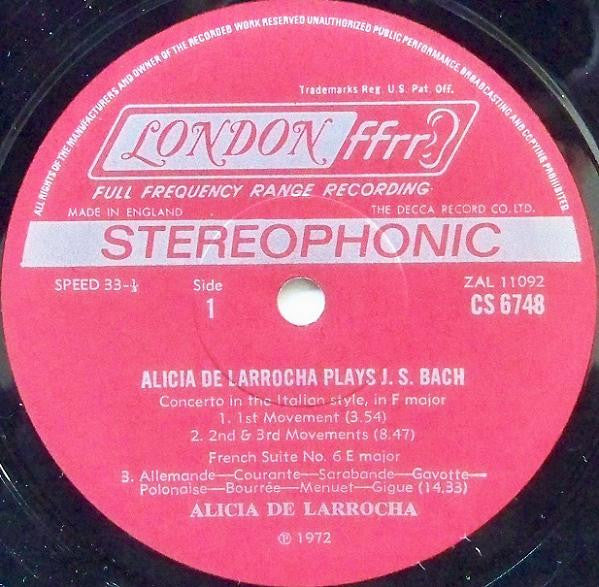 ALL RIGHTS OF THE MANUFACTURERS AND OWNER OF THE RECORDED WORK RESERVED UNAUTHORIZED PUBLIC PERFORMANCE BROADCASTING AND COPYING PROHIBITED
Trademarks Reg. U.S. Pat. Off.
LONDON ffrr
FULL FREQUENCY RANGE RECORDING
MADE IN ENGLAND THE DECCA RECORD CO. LTD.
STEREOPHONIC
SPEED 33-⅓ Side ZAL 11092
1 CS 6748
ALICIA DE LARROCHA PLAYS J. S. BACH
Concerto in the Italian style, in F major
1. 1st Movement (3.54)
2. 2nd & 3rd Movements (8.47)
French Suite No. 6 E major
3. Allemande—Courante—Sarabande—Gavotte—
Polonaise—Bourrée—Menuet—Gigue (14.33)
ALICIA DE LARROCHA
℗ 1972